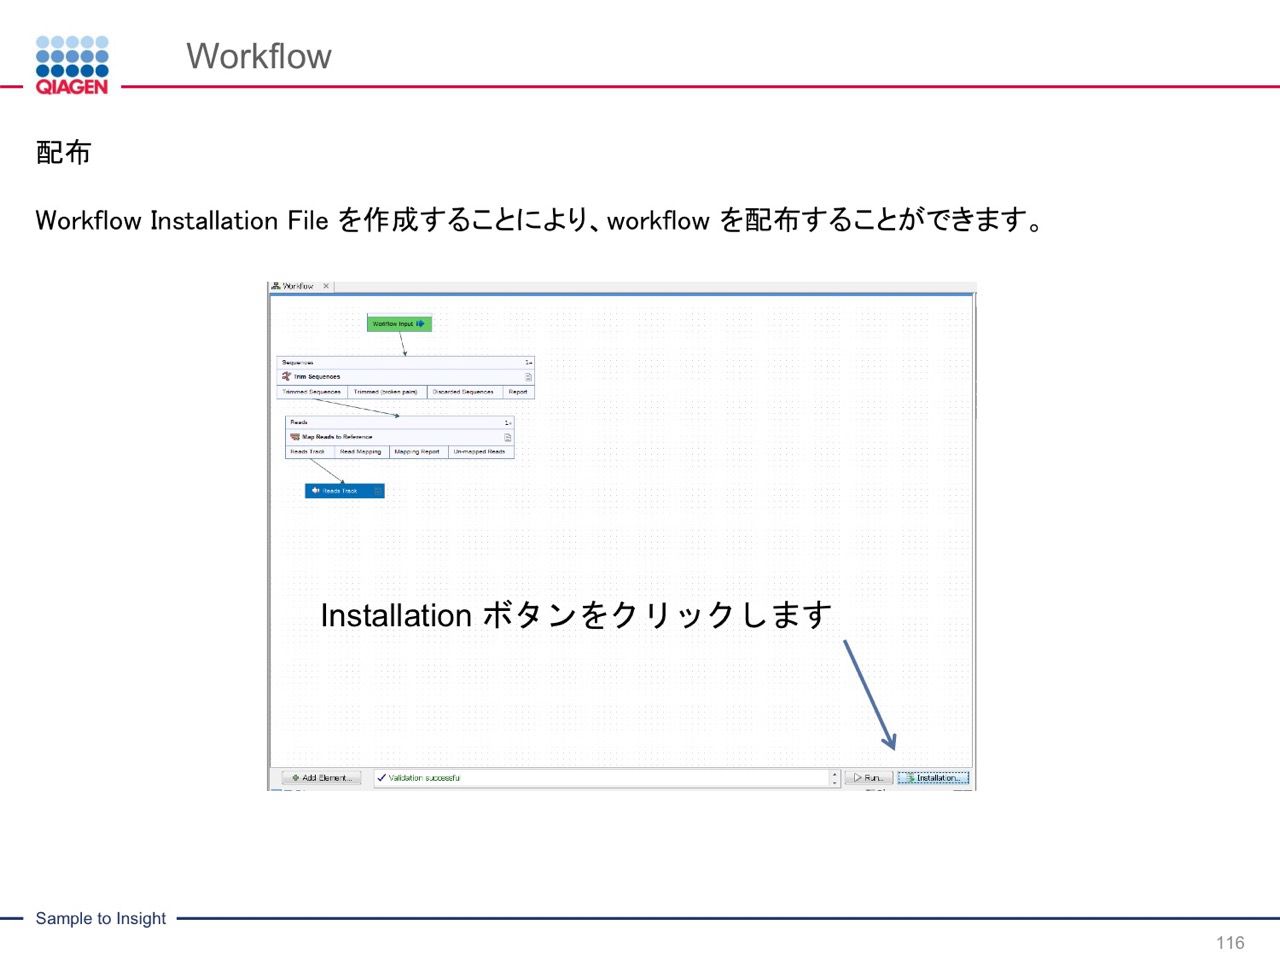 QIAGEN
Workflow
配布
Workflow Installation File を作成することにより、workflow を配布することができます。
Workflow
Workflow Input
Sequences
Trim Sequences
Trimmed Sequences Trimmed (broken pairs) Discarded Sequences Report
Reads
Map Reads to Reference
Reads Track Read Mapping Mapping Report Un-mapped Reads
Reads Track
Installation ボタンをクリックします
Add Element... Validation successful Run... Installation...
Sample to Insight
116